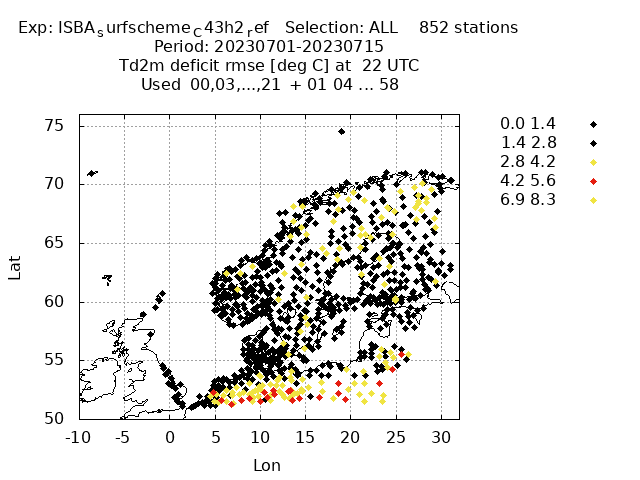 Exp: ISBA_surfscheme_C43h2_ref   Selection: ALL    852 stations
Period: 20230701-20230715
Td2m deficit rmse [deg C] at  22 UTC
Used  00,03,...,21  + 01 04 ... 58
75
70
65
60
55
50
Lat
-10 -5 0 5 10 15 20 25 30
Lon
0.0 1.4
1.4 2.8
2.8 4.2
4.2 5.6
6.9 8.3